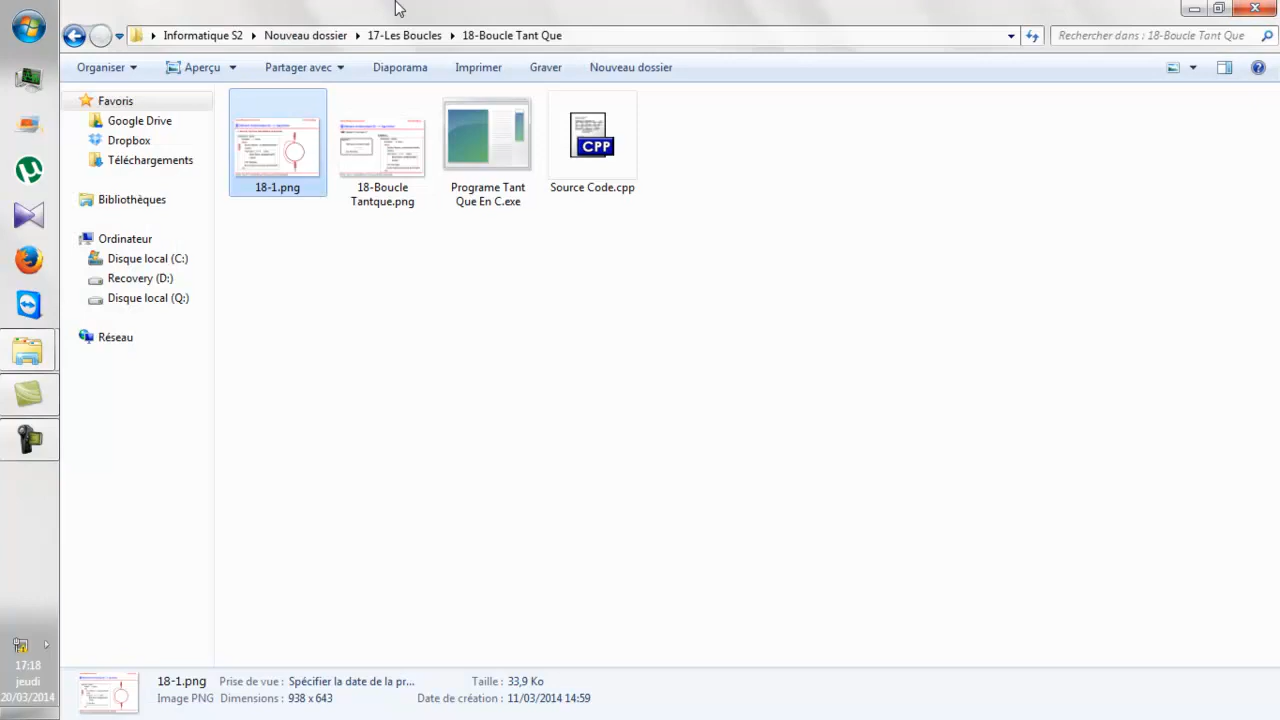 Informatique S2 Nouveau dossier 17-Les Boucles 18-Boucle Tant Que
Rechercher dans : 18-Boucle Tant Que
Organiser Aperçu Partager avec Diaporama Imprimer Graver Nouveau dossier
Favoris
Google Drive
Dropbox
Téléchargements
Bibliothèques
Ordinateur
Disque local (C:)
Recovery (D:)
Disque local (Q:)
Réseau
18-1.png
18-Boucle
Tantque.png
Programe Tant
Que En C.exe
CPP
Source Code.cpp
17:18
jeudi
20/03/2014
18-1.png Prise de vue : Spécifier la date de la pr... Taille : 33,9 Ko
Image PNG Dimensions : 938 x 643 Date de création : 11/03/2014 14:59